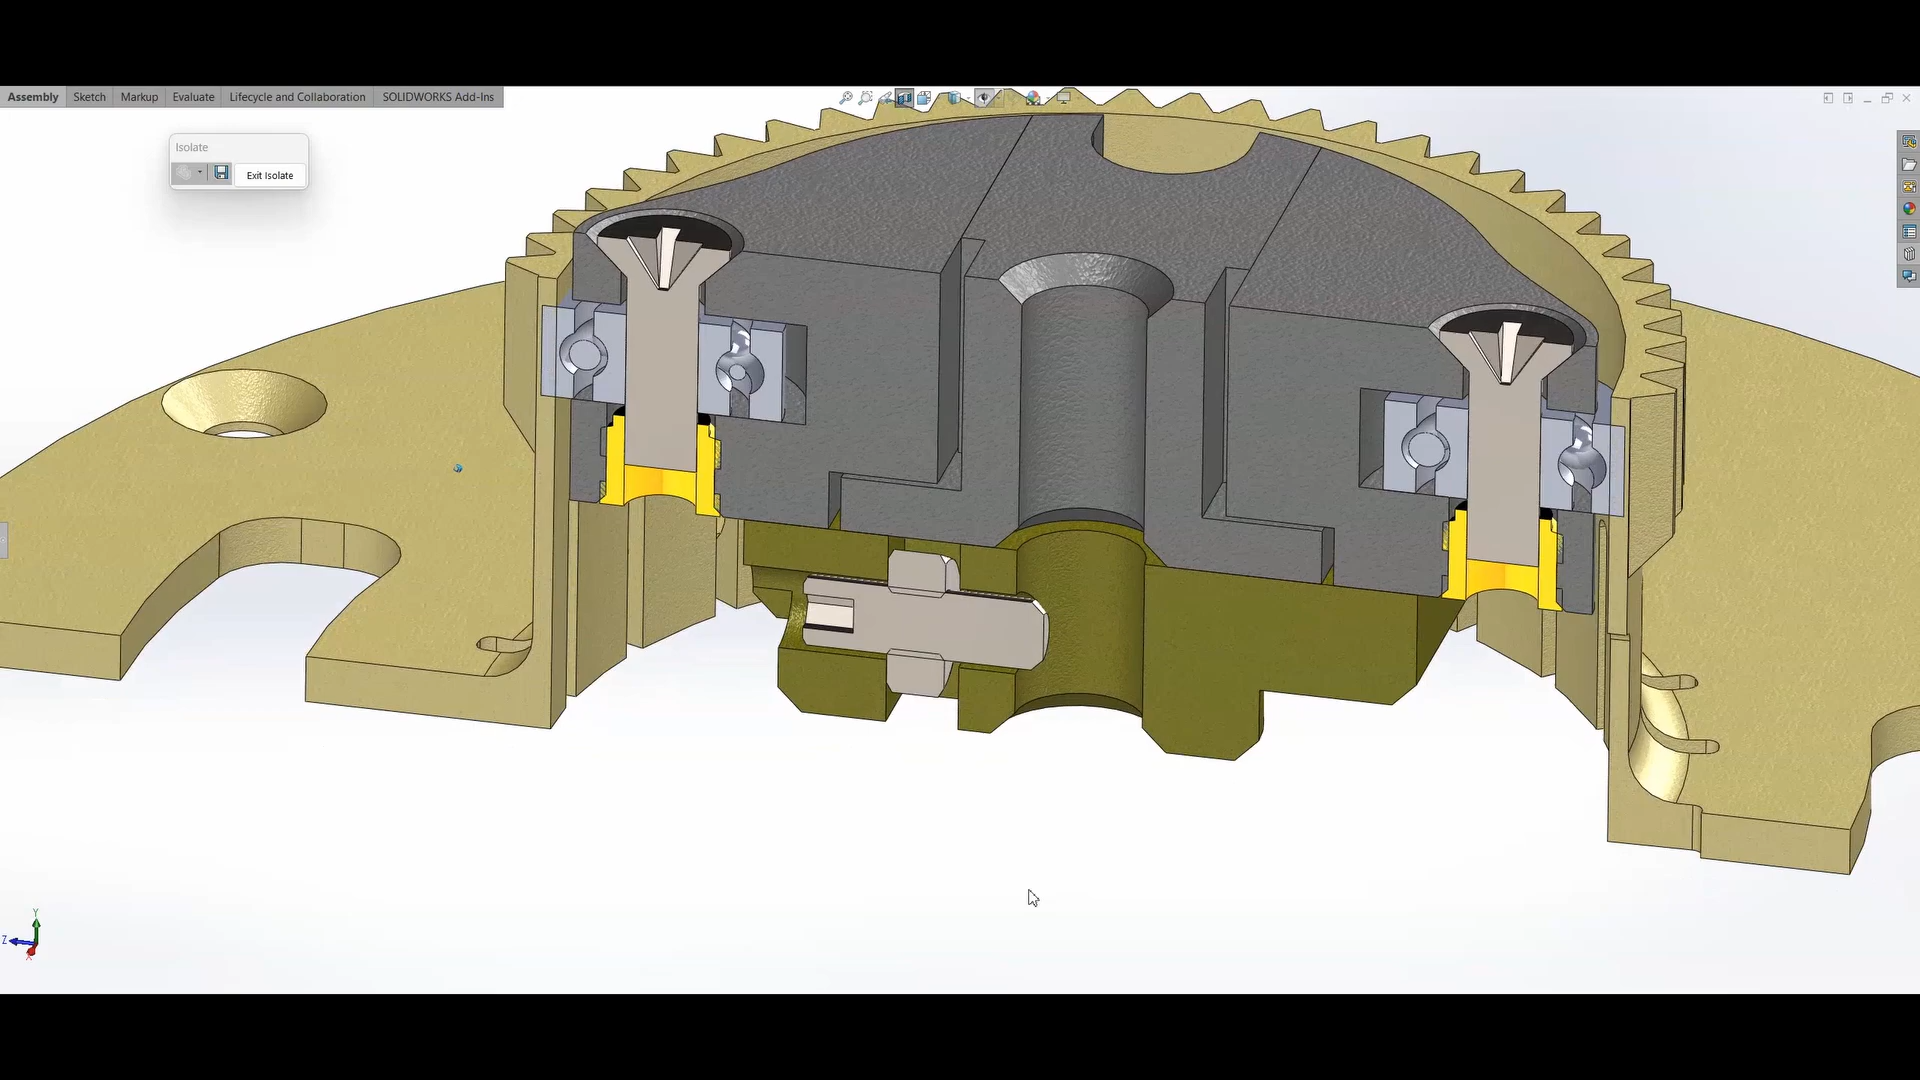 Assembly Sketch Markup Evaluate Lifecycle and Collaboration SOLIDWORKS Add-Ins
Isolate
Exit Isolate
Y
Z
X